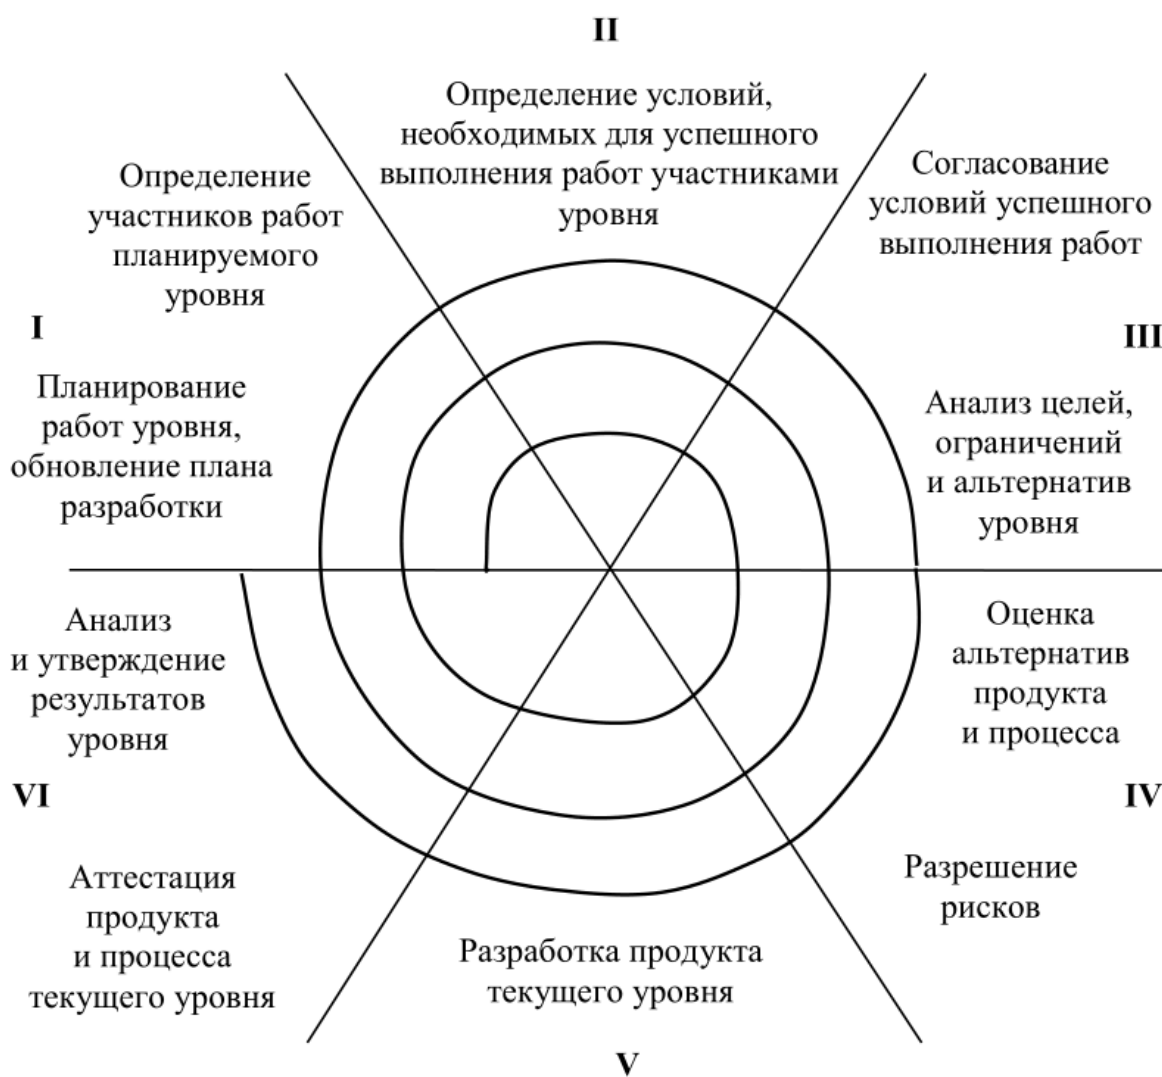 II
Определение условий,
необходимых для успешного
выполнения работ участниками
уровня
Определение
участников работ
планируемого
уровня
Согласование
условий успешного
выполнения работ
I
III
Планирование
работ уровня,
обновление плана
разработки
Анализ целей,
ограничений
и альтернатив
уровня
Анализ
и утверждение
результатов
уровня
Оценка
альтернатив
продукта
и процесса
VI
IV
Аттестация
продукта
и процесса
текущего уровня
Разрешение
рисков
Разработка продукта
текущего уровня
V